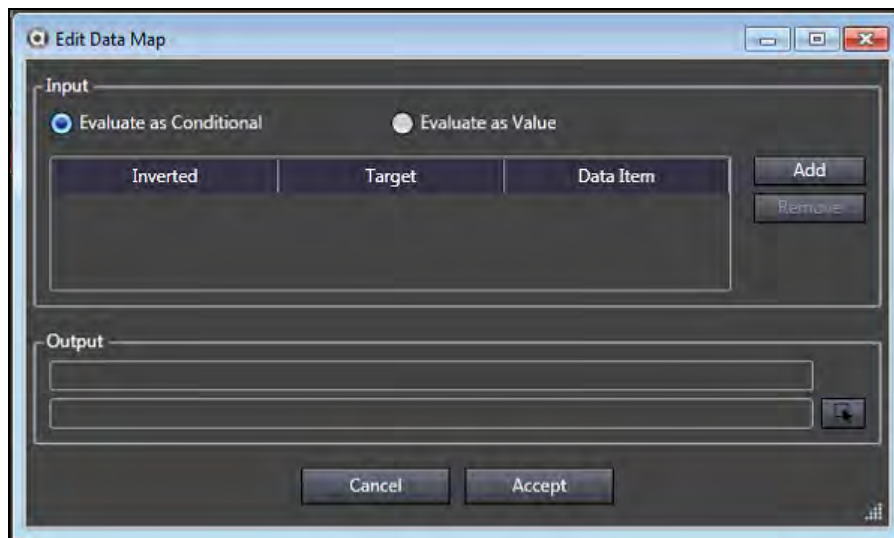 Edit Data Map
Input
Evaluate as Conditional Evaluate as Value
Inverted Target Data Item
Add
Remove
Output
Cancel Accept